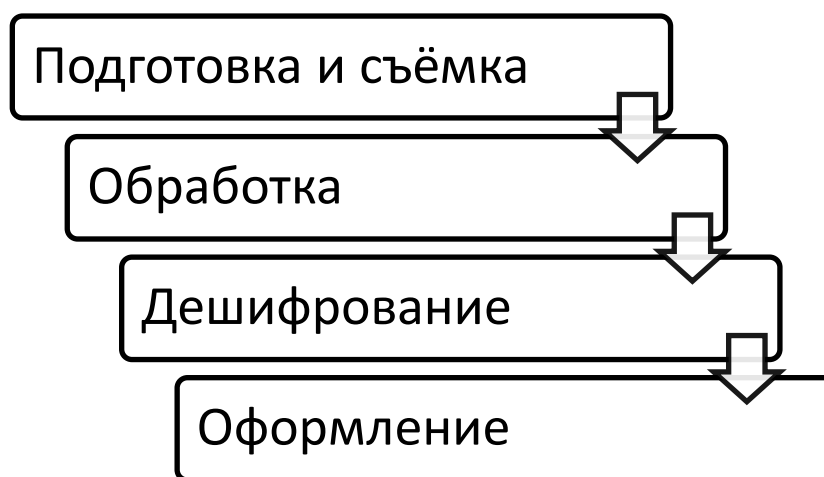 Подготовка и съёмка
Обработка
Дешифрование
Оформление